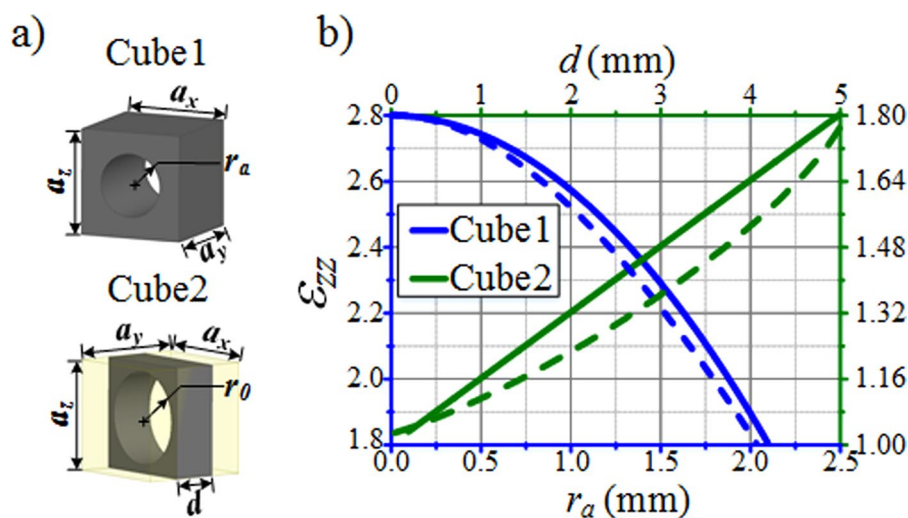 a)
Cube1
a_x
r_a
a_z
a_y
Cube2
a_y
a_x
r_0
a_z
d
b)
d (mm)
0 1 2 3 4 5
2.8 1.80
2.6 1.64
2.4 1.48
2.2 1.32
2.0 1.16
1.8 1.00
ℰ_ZZ
Cube1
Cube2
0.0 0.5 1.0 1.5 2.0 2.5
r_a (mm)